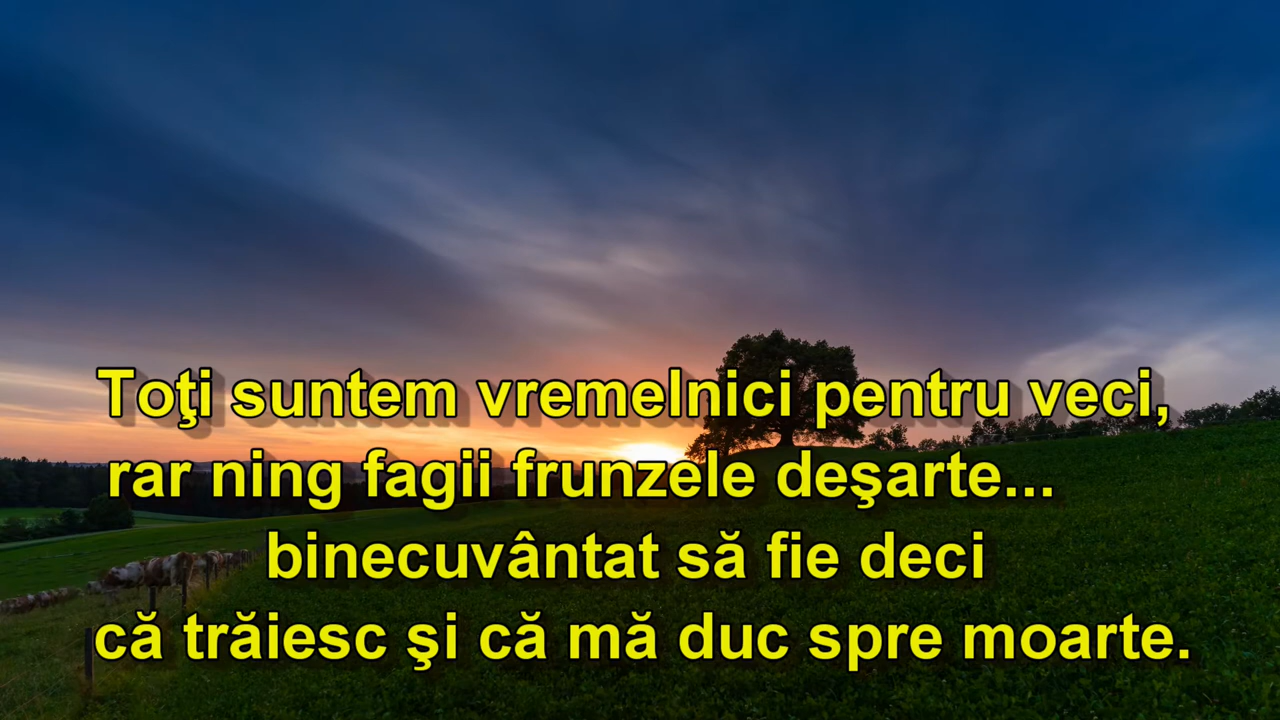 Toţi suntem vremelnici pentru veci,
rar ning fagii frunzele deşarte...
binecuvântat să fie deci
că trăiesc şi că mă duc spre moarte.